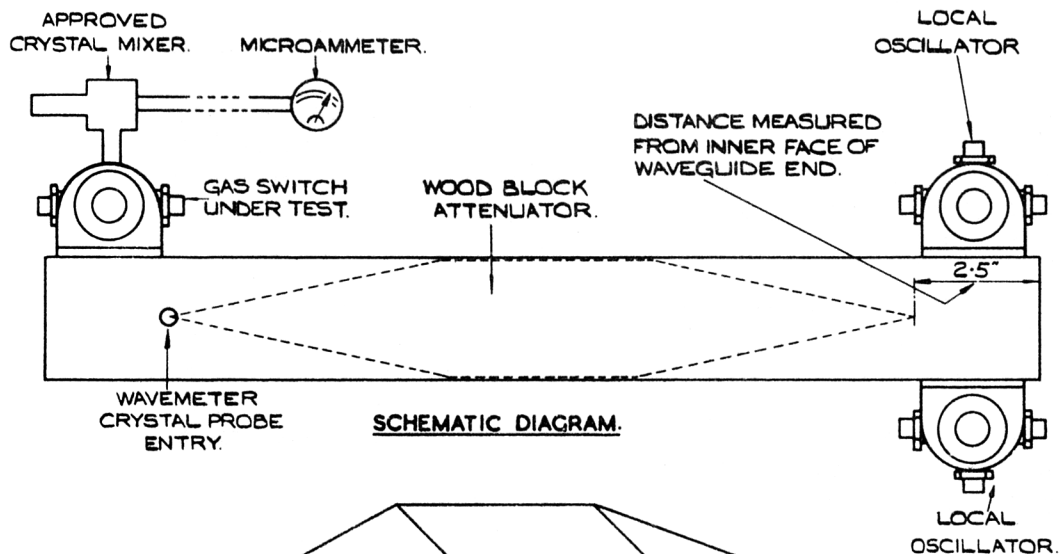 APPROVED
CRYSTAL MIXER.
MICROAMMETER.
LOCAL
OSCILLATOR
DISTANCE MEASURED
FROM INNER FACE OF
WAVEGUIDE END.
GAS SWITCH
UNDER TEST.
WOOD BLOCK
ATTENUATOR.
2.5"
WAVEMETER
CRYSTAL PROBE
ENTRY.
SCHEMATIC DIAGRAM.
LOCAL
OSCILLATOR.